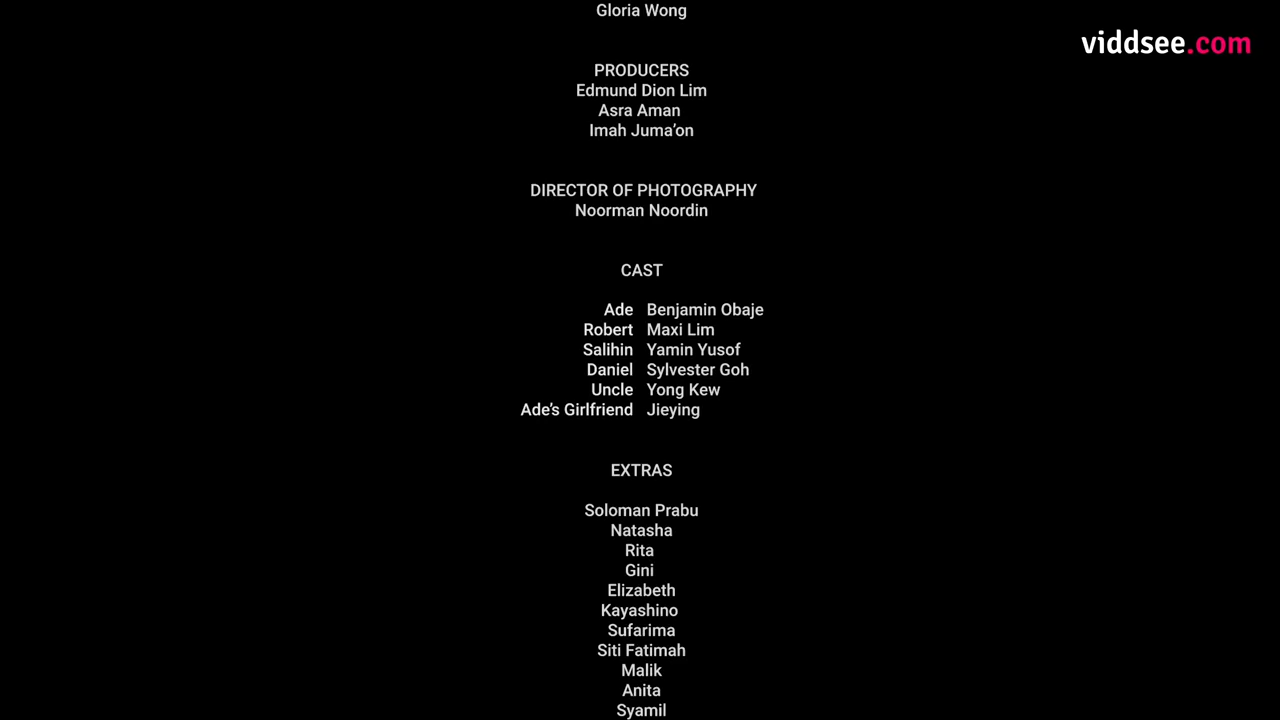 Gloria Wong
viddsee.com
PRODUCERS
Edmund Dion Lim
Asra Aman
Imah Juma’on
DIRECTOR OF PHOTOGRAPHY
Noorman Noordin
CAST
Ade Benjamin Obaje
Robert Maxi Lim
Salihin Yamin Yusof
Daniel Sylvester Goh
Uncle Yong Kew
Ade’s Girlfriend Jieying
EXTRAS
Soloman Prabu
Natasha
Rita
Gini
Elizabeth
Kayashino
Sufarima
Siti Fatimah
Malik
Anita
Syamil